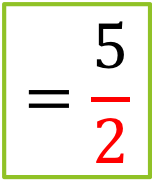 = 5/2